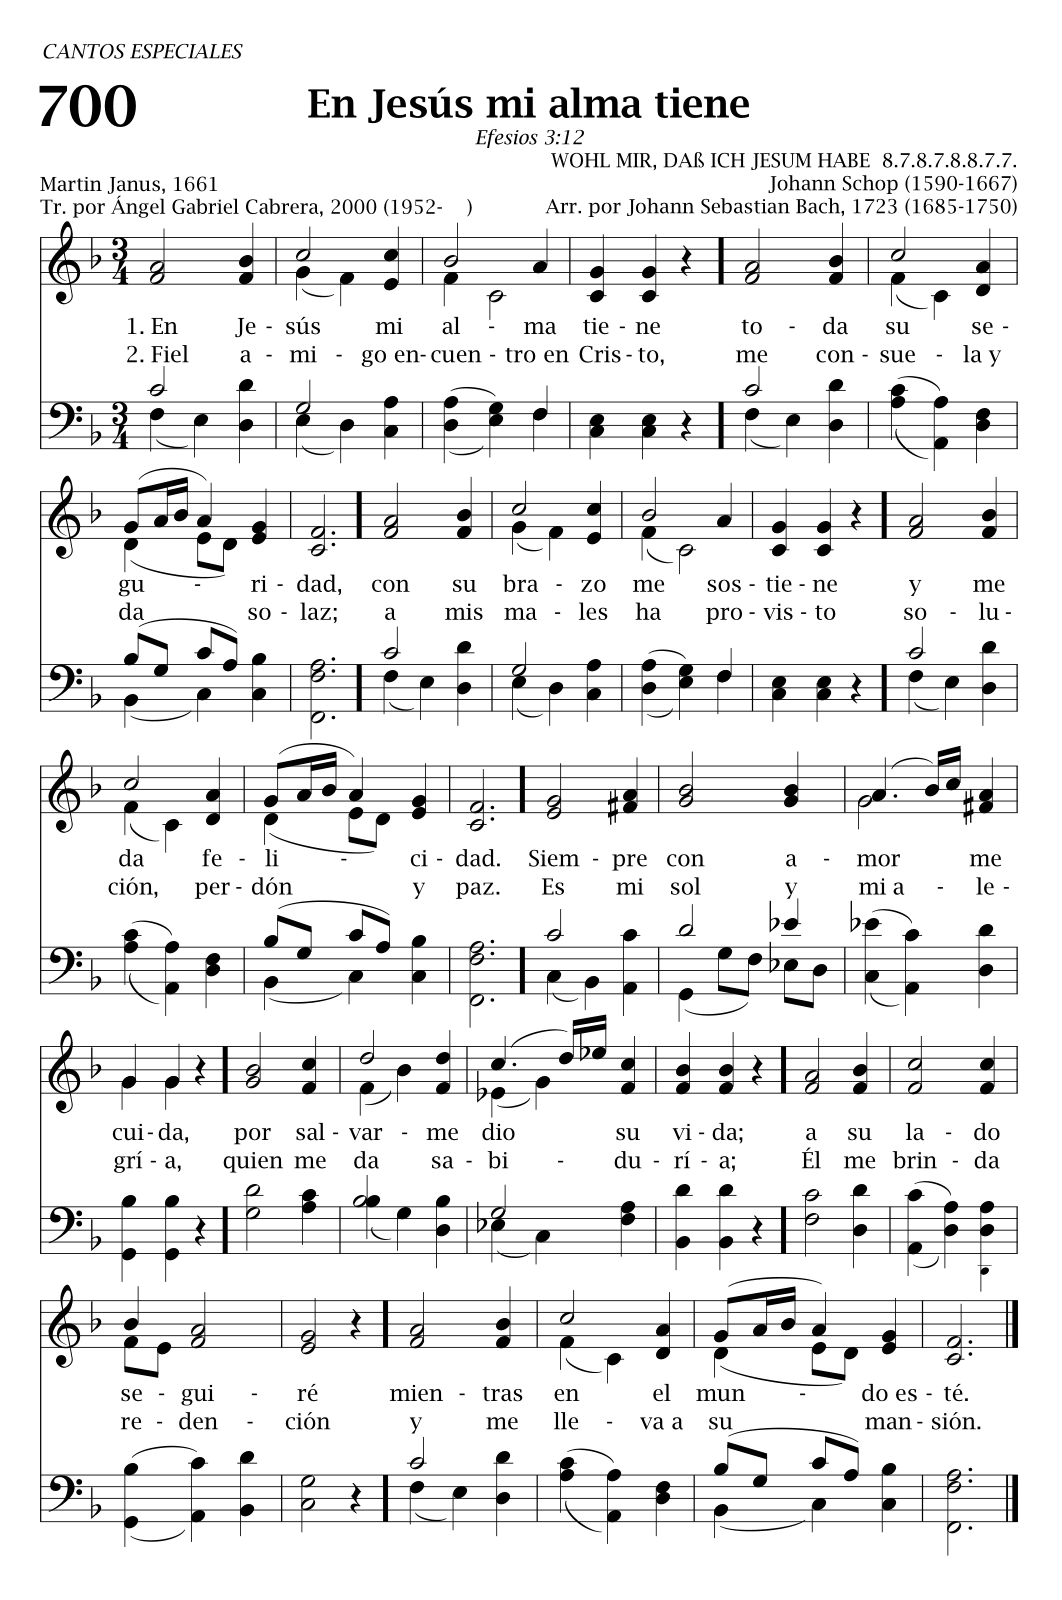 CANTOS ESPECIALES
700
En Jesús mi alma tiene
Efesios 3:12
WOHL MIR, DAß ICH JESUM HABE 8.7.8.7.8.8.7.7.
Martin Janus, 1661
Johann Schop (1590-1667)
Tr. por Ángel Gabriel Cabrera, 2000 (1952- )
Arr. por Johann Sebastian Bach, 1723 (1685-1750)
3 4
1. En Je - sús mi al - ma tie - ne to - da su se -
2. Fiel a - mi - go en- cuen - tro en Cris - to, me con - sue - la y
3 4
gu - ri - dad, con su bra - zo me sos - tie - ne y me
da so - laz; a mis ma - les ha pro - vis - to so - lu -
da fe - li - ci - dad. Siem - pre con a - mor me
ción, per - dón y paz. Es mi sol y mi a - le -
cui - da, por sal - var - me dio su vi - da; a su la - do
grí - a, quien me da sa - bi - du - rí - a; Él me brin - da
se - gui - ré mien - tras en el mun - do es - té.
re - den - ción y me lle - va a su man - sión.